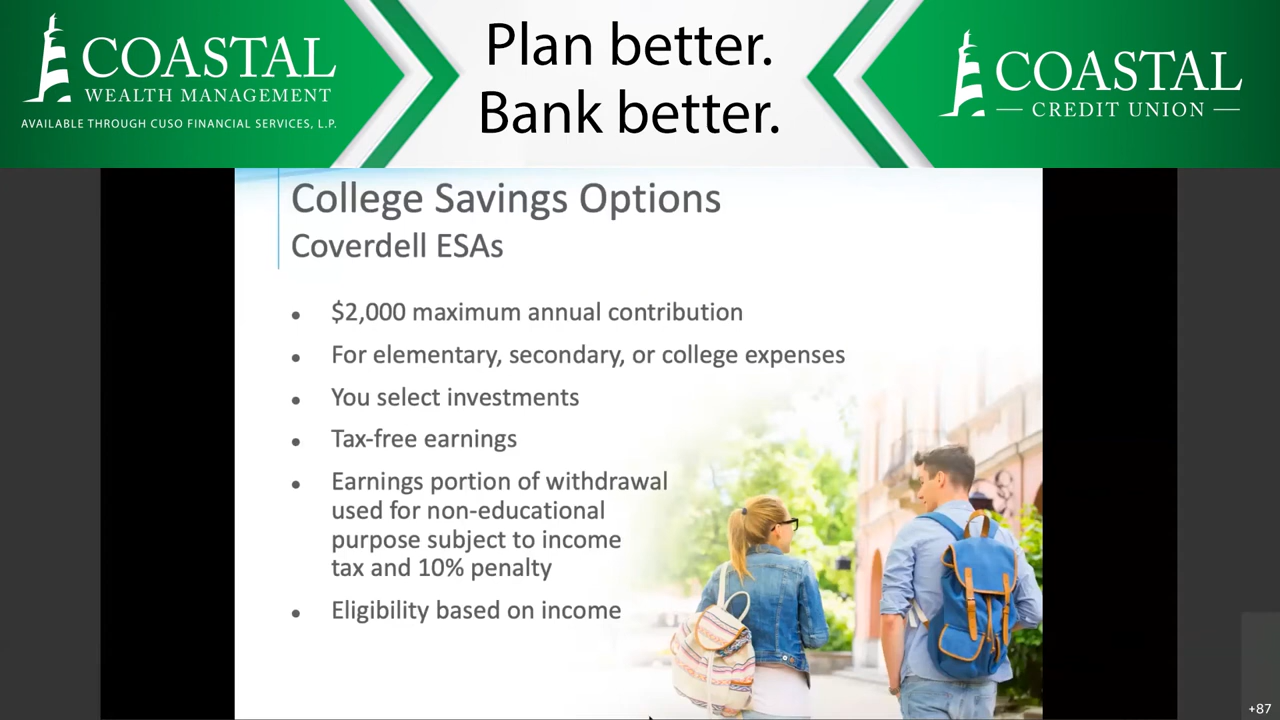 COASTAL
WEALTH MANAGEMENT
AVAILABLE THROUGH CUSO FINANCIAL SERVICES, L.P.
Plan better.
Bank better.
COASTAL
CREDIT UNION
College Savings Options
Coverdell ESAs
• $2,000 maximum annual contribution
• For elementary, secondary, or college expenses
• You select investments
• Tax-free earnings
• Earnings portion of withdrawal
used for non-educational
purpose subject to income
tax and 10% penalty
• Eligibility based on income
+87